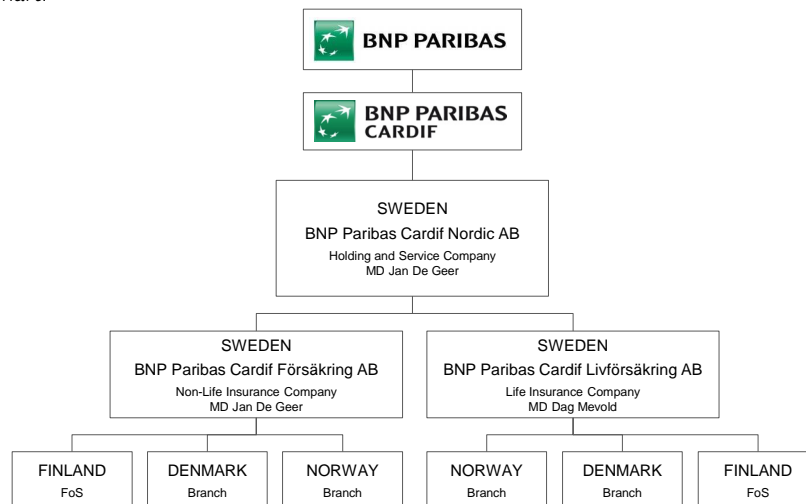 BNP PARIBAS
BNP PARIBAS
CARDIF
SWEDEN
BNP Paribas Cardif Nordic AB
Holding and Service Company
MD Jan De Geer
SWEDEN
BNP Paribas Cardif Försäkring AB
Non-Life Insurance Company
MD Jan De Geer
SWEDEN
BNP Paribas Cardif Livförsäkring AB
Life Insurance Company
MD Dag Mevold
FINLAND
FoS
DENMARK
Branch
NORWAY
Branch
NORWAY
Branch
DENMARK
Branch
FINLAND
FoS